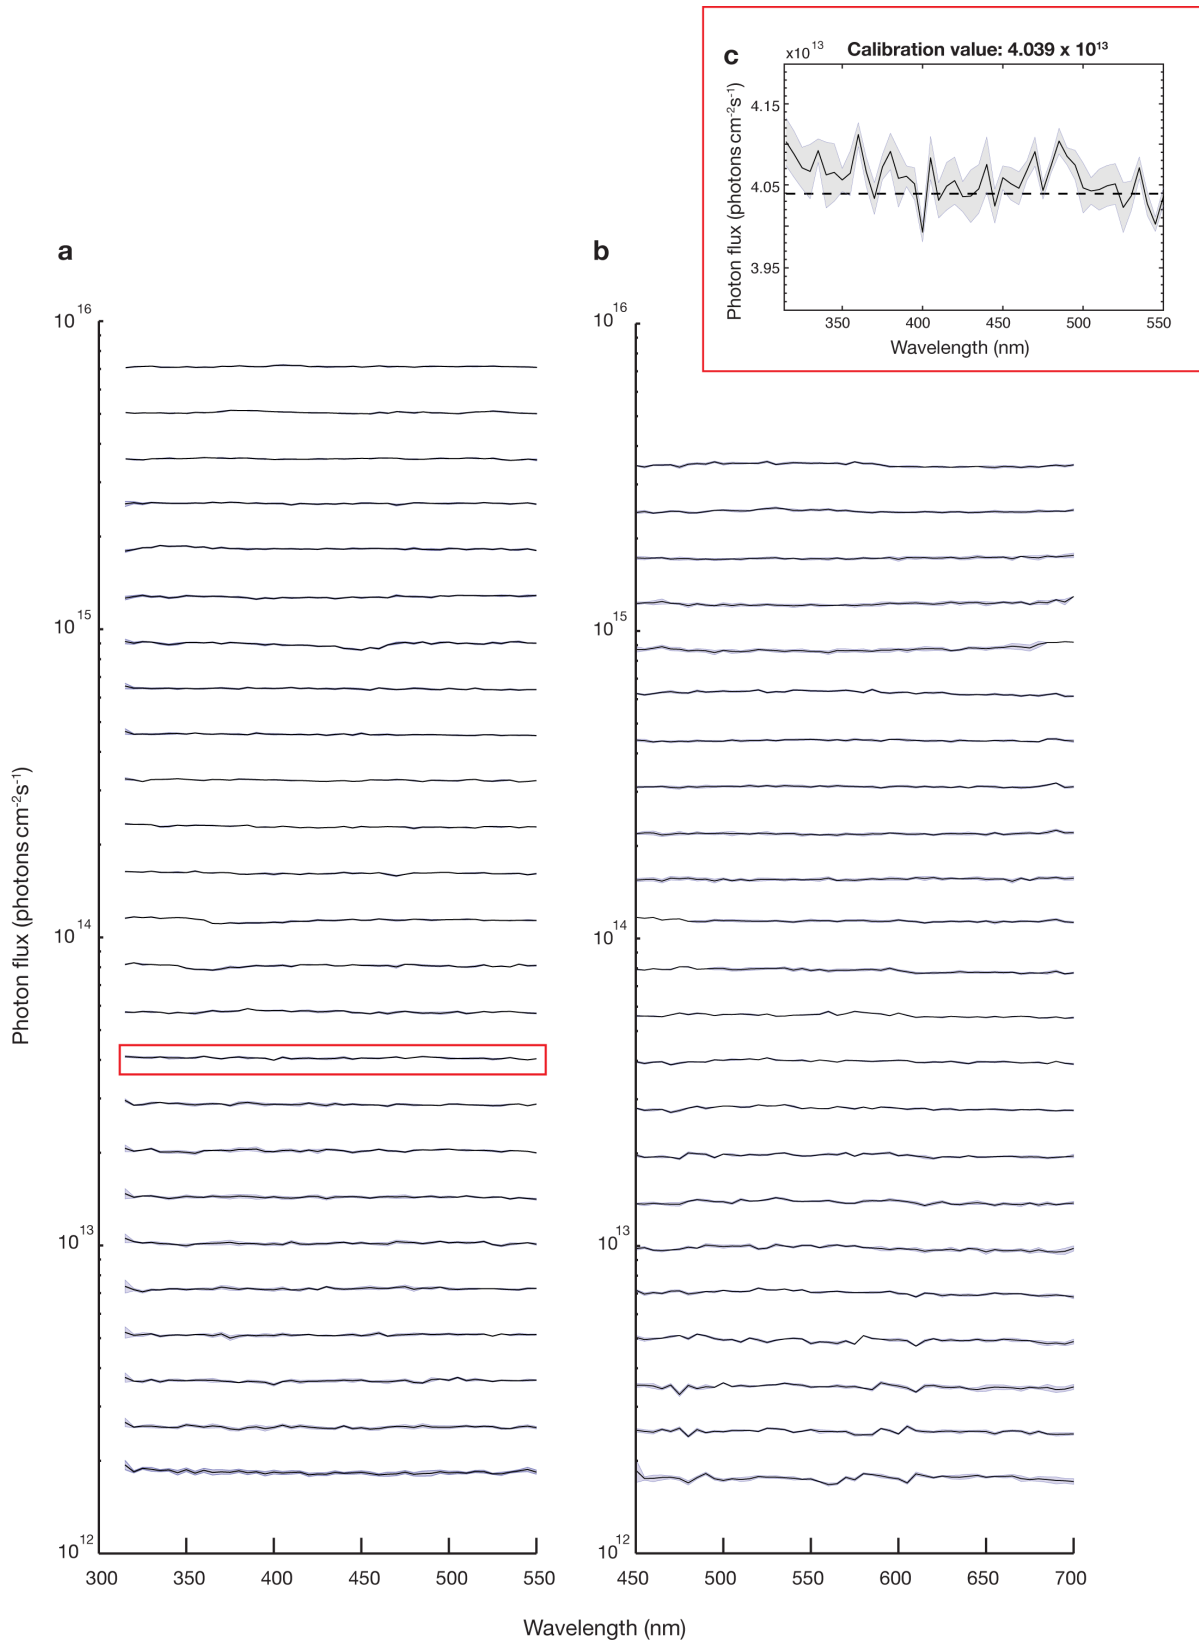 c
x10¹³
Calibration value: 4.039 x 10¹³
Photon flux (photons cm⁻²s⁻¹)
4.15
4.05
3.95
350 400 450 500 550
Wavelength (nm)
a
b
Photon flux (photons cm⁻²s⁻¹)
10¹⁶
10¹⁵
10¹⁴
10¹³
10¹²
300 350 400 450 500 550
10¹⁶
10¹⁵
10¹⁴
10¹³
10¹²
450 500 550 600 650 700
Wavelength (nm)